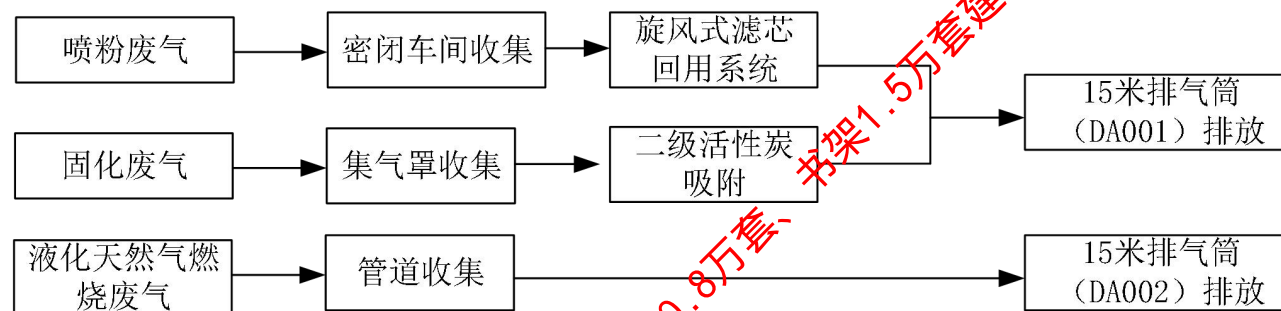 喷粉废气
密闭车间收集
旋风式滤芯
回用系统
15米排气筒
（DA001）排放
固化废气
集气罩收集
二级活性炭
吸附
液化天然气燃
烧废气
管道收集
15米排气筒
（DA002）排放
0.8万套、书架1.5万套建